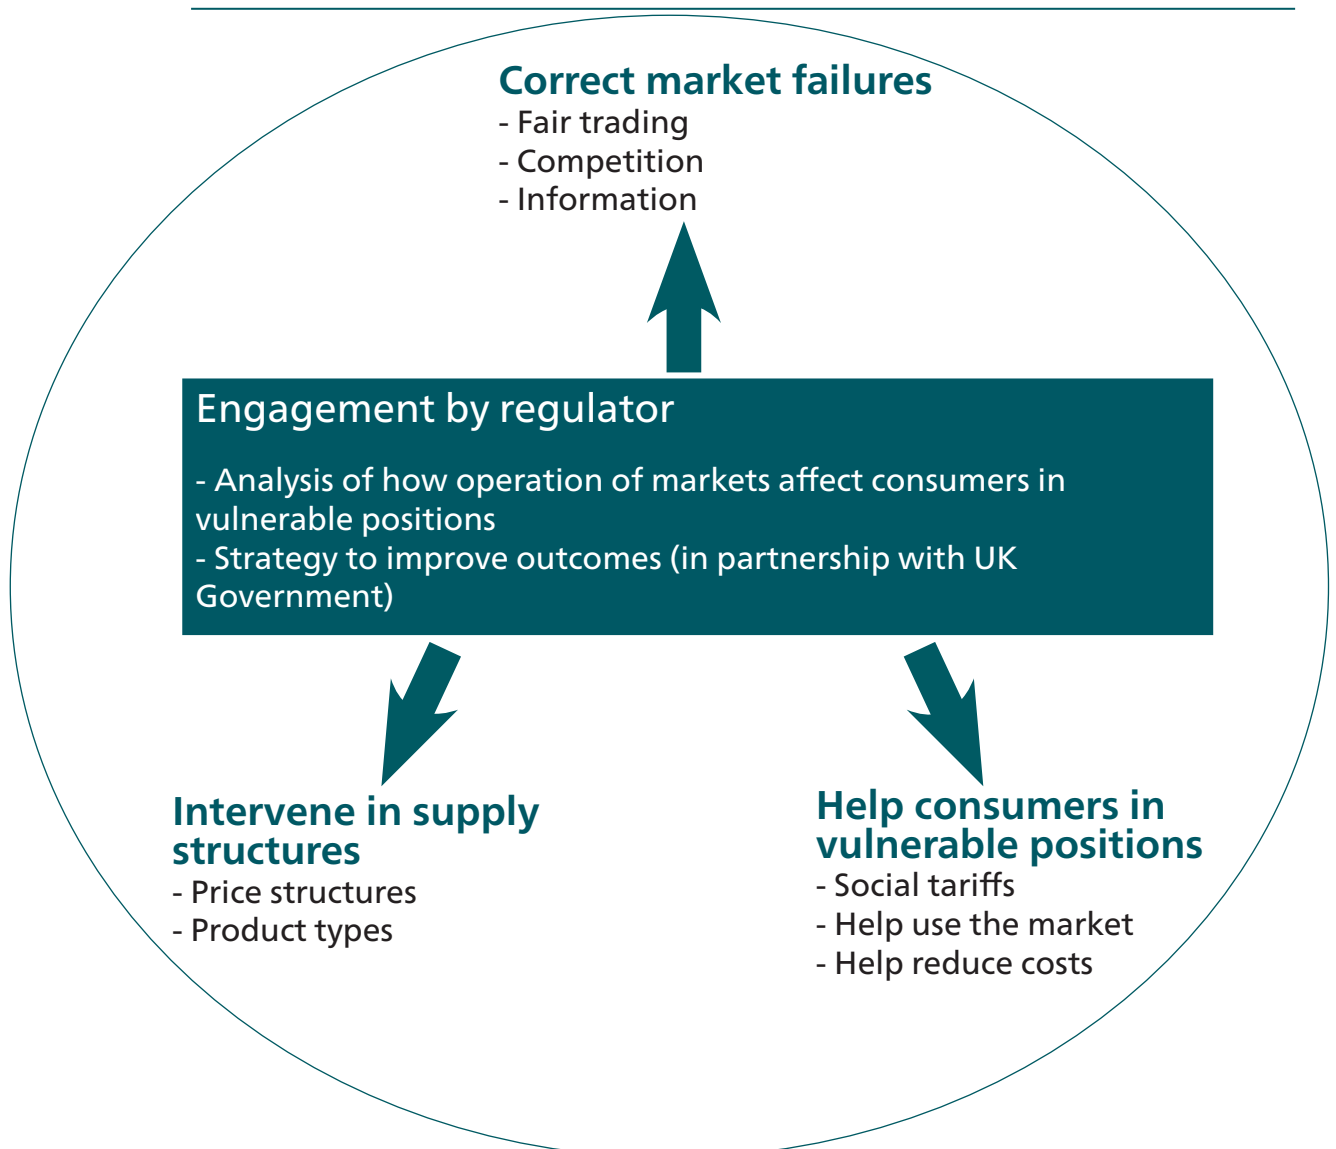 Correct market failures
- Fair trading
- Competition
- Information
Engagement by regulator
- Analysis of how operation of markets affect consumers in
vulnerable positions
- Strategy to improve outcomes (in partnership with UK
Government)
Intervene in supply
structures
- Price structures
- Product types
Help consumers in
vulnerable positions
- Social tariffs
- Help use the market
- Help reduce costs